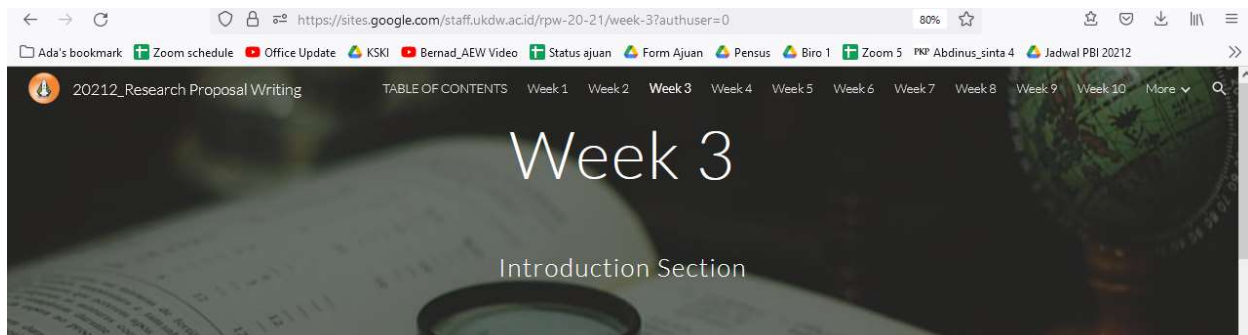 https://sites.google.com/staff.ukdw.ac.id/rpw-20-21/week-3?authuser=0 80%
Ada's bookmark Zoom schedule Office Update KSKI Bernad_AEW Video Status ajuan Form Ajuan Pensus Biro 1 Zoom 5 PKP Abdinus_sinta 4 Jadwal PBI 20212
20212_Research Proposal Writing TABLE OF CONTENTS Week 1 Week 2 Week 3 Week 4 Week 5 Week 6 Week 7 Week 8 Week 9 Week 10 More
Week 3
Introduction Section